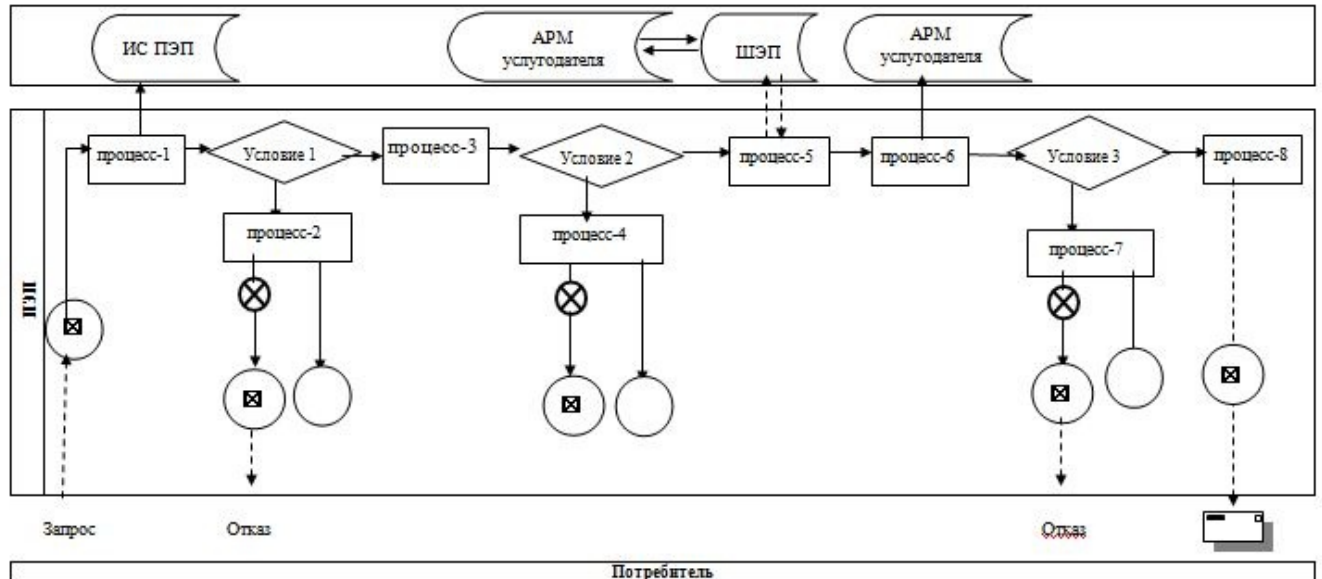 ИС ПЭП
АРМ
услугодателя
ШЭП
АРМ
услугодателя
процесс-1
Условие 1
процесс-3
Условие 2
процесс-5
процесс-6
Условие 3
процесс-8
процесс-2
процесс-4
процесс-7
ПЭП
Запрос
Отказ
Отказ
Потребитель